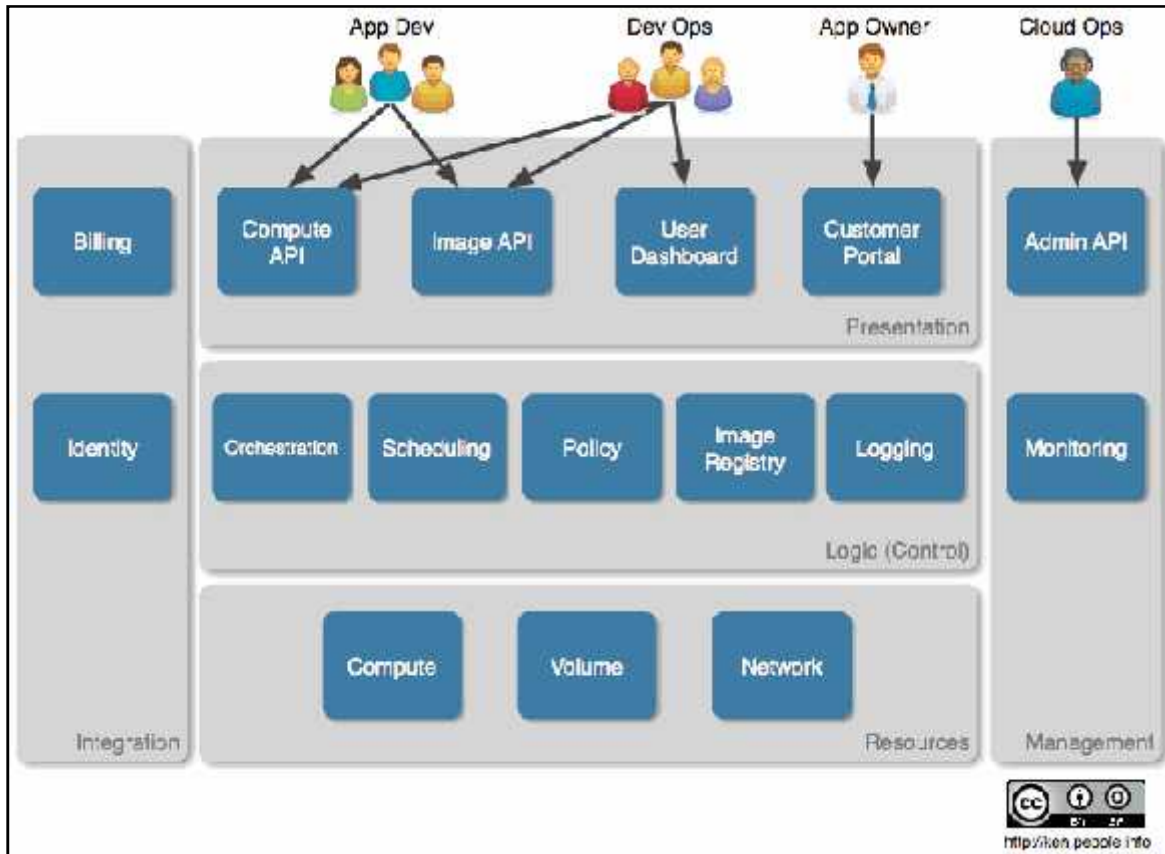 App Dev
Dev Ops
App Owner
Cloud Ops
Billing
Compute
API
Image API
User
Dashboard
Customer
Portal
Admin API
Presentation
Identity
Orchestration
Scheduling
Policy
Image
Registry
Logging
Monitoring
Logic (Control)
Compute
Volume
Network
Integration
Resources
Management
cc
http://ken.people.info